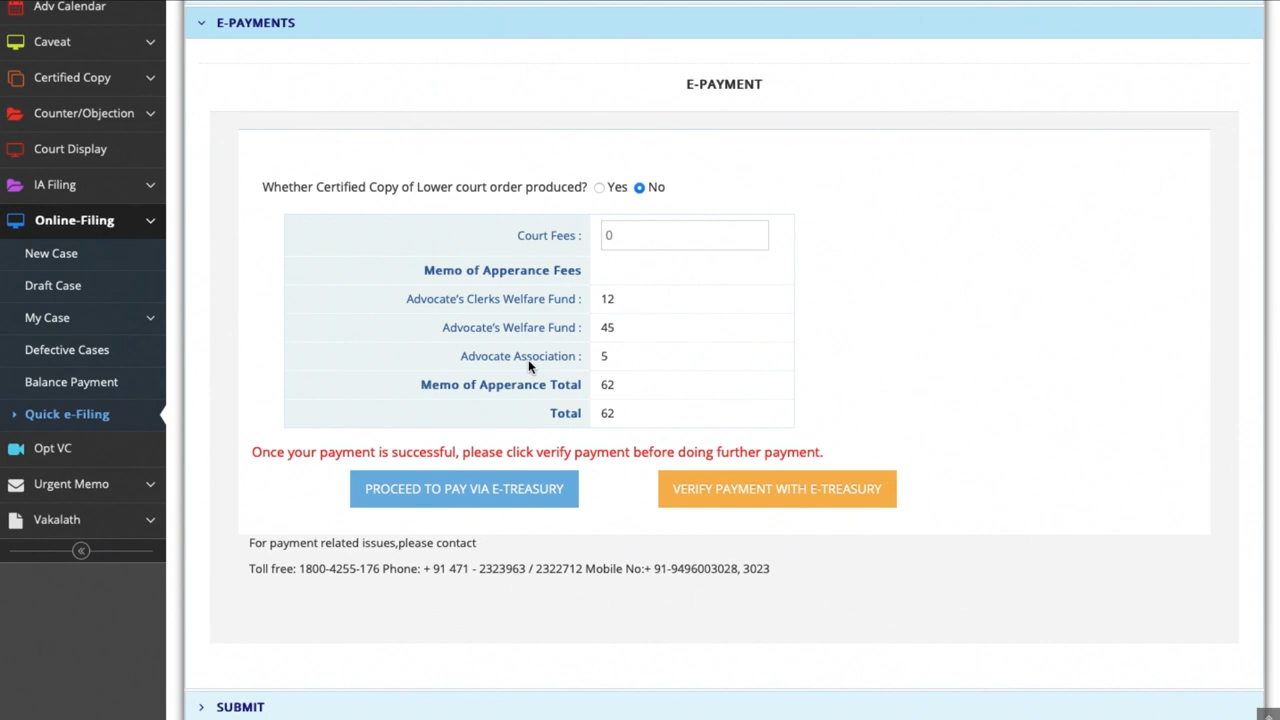 Adv Calendar
Caveat
Certified Copy
Counter/Objection
Court Display
IA Filing
Online-Filing
New Case
Draft Case
My Case
Defective Cases
Balance Payment
Quick e-Filing
Opt VC
Urgent Memo
Vakalath
E-PAYMENTS
E-PAYMENT
Whether Certified Copy of Lower court order produced? Yes No
Court Fees : 0
Memo of Apperance Fees
Advocate's Clerks Welfare Fund : 12
Advocate's Welfare Fund : 45
Advocate Association : 5
Memo of Apperance Total 62
Total 62
Once your payment is successful, please click verify payment before doing further payment.
PROCEED TO PAY VIA E-TREASURY VERIFY PAYMENT WITH E-TREASURY
For payment related issues,please contact
Toll free: 1800-4255-176 Phone: + 91 471 - 2323963 / 2322712 Mobile No:+ 91-9496003028, 3023
SUBMIT